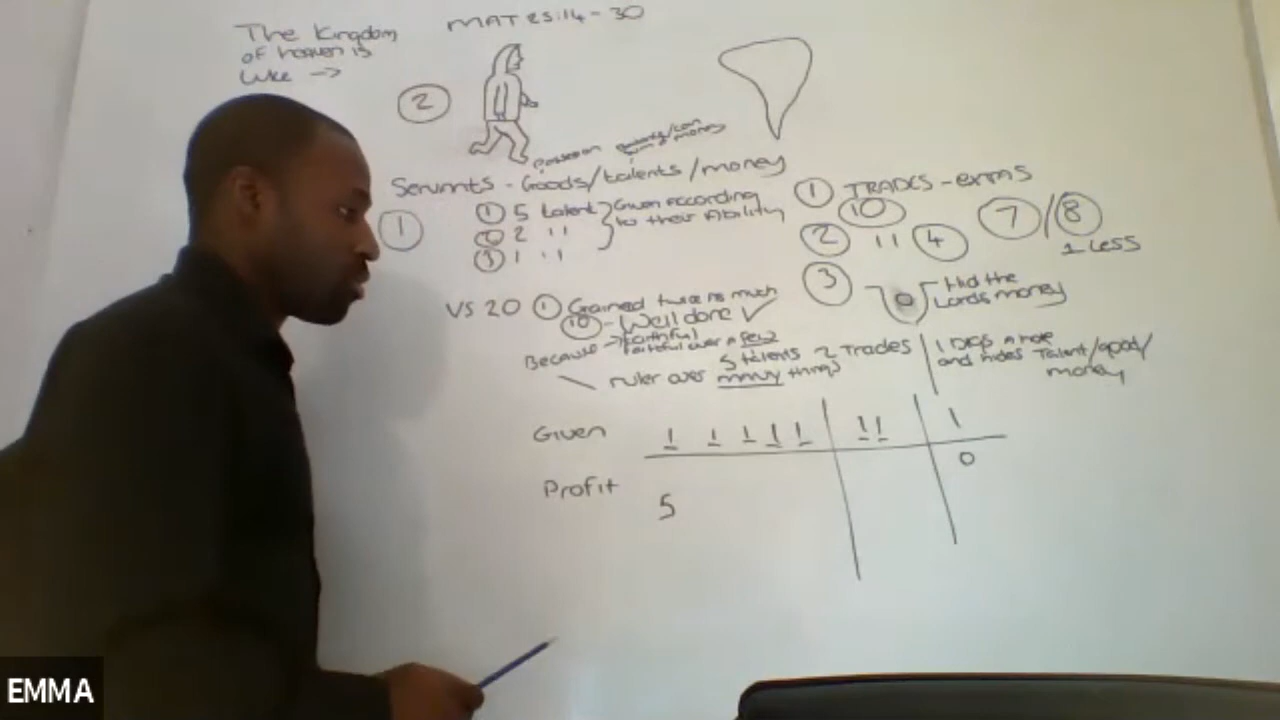 The Kingdom
of heaven is
Like ->
MAT 25:14-30
2
Servants - Goods/talents/money
1
1 5 talent
2 2 ''
3 1 ''
Given According
to their Ability
1 TRADES - extra
10
2 '' 4
7/8
1 Less
3
0
Hid the
Lords money
VS 20 1 Gained twice as much
10 - Well done ✓
Because -> faithful
faithful over a few
ruler over many things
5 talents 2 Trades
1 Digs a hole
and hides Talent/good/
money
Given 1 1 1 1 1 1 1 1
Profit 5 0
EMMA